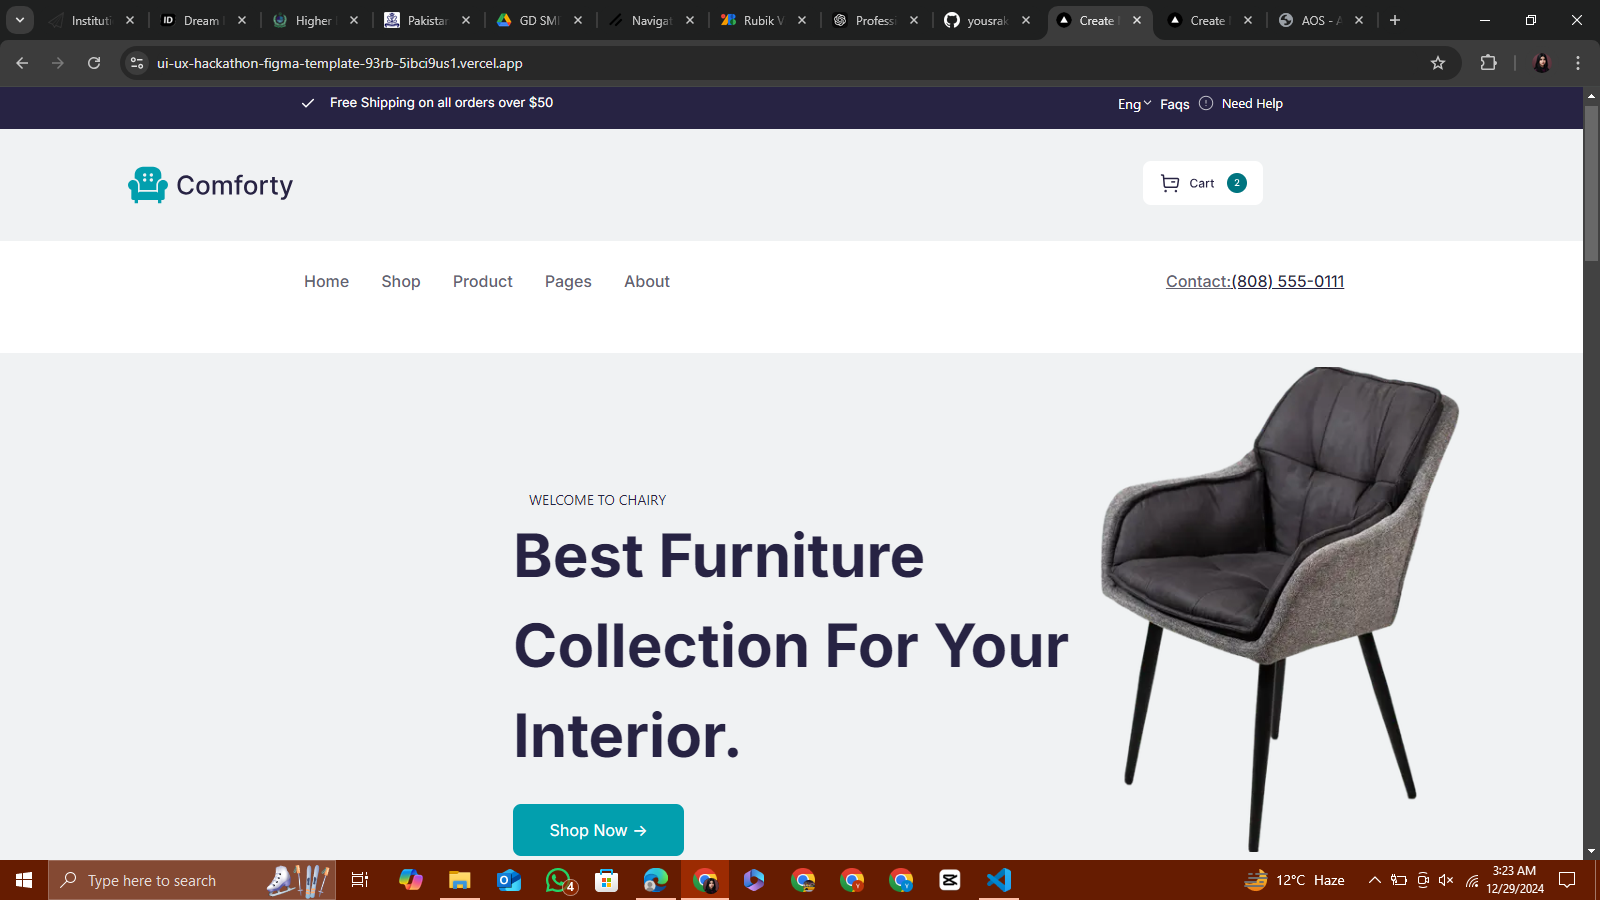 Instituti
Dream
Higher
Pakistan
GD SMI
Navigat
Rubik V
Professi
yousrak
Create
Create
AOS - A
ui-ux-hackathon-figma-template-93rb-5ibci9us1.vercel.app
Free Shipping on all orders over $50
Eng Faqs Need Help
Comforty
Cart 2
Home Shop Product Pages About
Contact:(808) 555-0111
WELCOME TO CHAIRY
Best Furniture
Collection For Your
Interior.
Shop Now →
Type here to search
4
12°C Haze
3:23 AM
12/29/2024